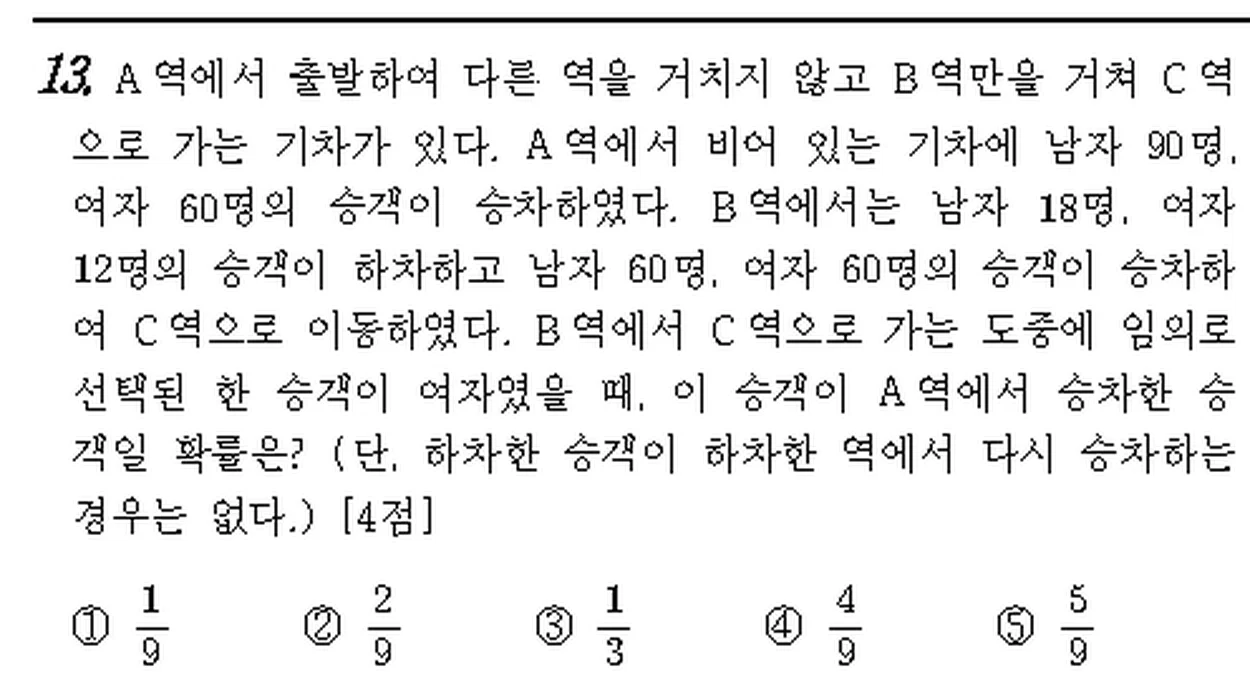 13. A역에서 출발하여 다른 역을 거치지 않고 B역만을 거쳐 C역
으로 가는 기차가 있다. A역에서 비어 있는 기차에 남자 90명,
여자 60명의 승객이 승차하였다. B역에서는 남자 18명, 여자
12명의 승객이 하차하고 남자 60명, 여자 60명의 승객이 승차하
여 C역으로 이동하였다. B역에서 C역으로 가는 도중에 임의로
선택된 한 승객이 여자였을 때, 이 승객이 A역에서 승차한 승
객일 확률은? (단, 하차한 승객이 하차한 역에서 다시 승차하는
경우는 없다.) [4점]
① 1/9 ② 2/9 ③ 1/3 ④ 4/9 ⑤ 5/9